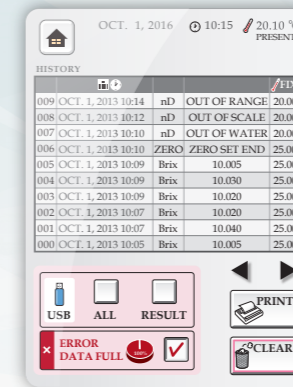 OCT. 1, 2016 10:15 20.10
PRESENT
HISTORY
009 OCT. 1, 2013 10:14 nD OUT OF RANGE 20.00
008 OCT. 1, 2013 10:12 nD OUT OF SCALE 20.00
007 OCT. 1, 2013 10:10 nD OUT OF WATER 20.00
006 OCT. 1, 2013 10:10 ZERO ZERO SET END 25.00
005 OCT. 1, 2013 10:09 Brix 10.005 25.00
004 OCT. 1, 2013 10:09 Brix 10.030 25.00
003 OCT. 1, 2013 10:09 Brix 10.020 25.00
002 OCT. 1, 2013 10:07 Brix 10.020 25.00
001 OCT. 1, 2013 10:07 Brix 10.040 25.00
000 OCT. 1, 2013 10:05 Brix 10.005 25.00
USB ALL RESULT
PRINT
ERROR
DATA FULL 100%
CLEAR